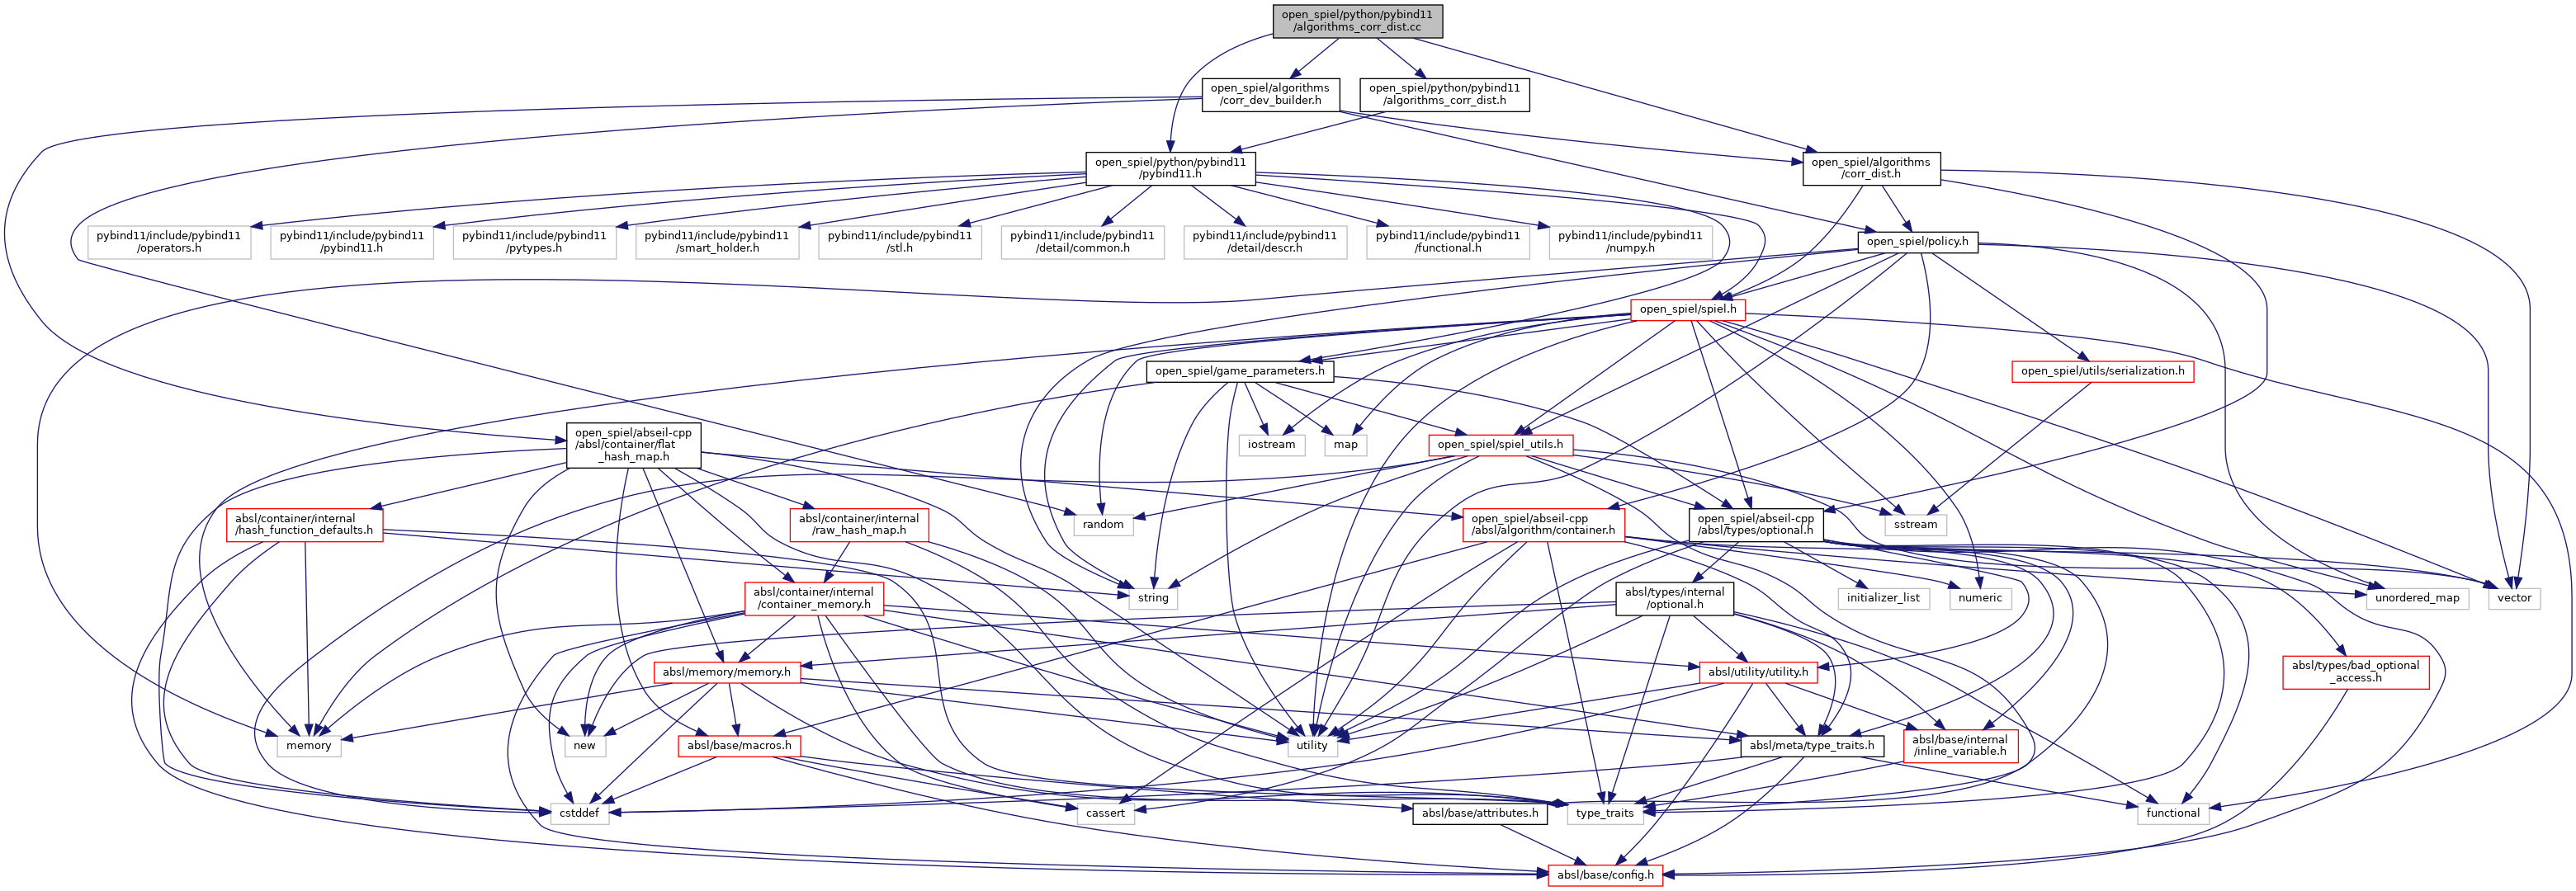 open_spiel/python/pybind11
/algorithms_corr_dist.cc
open_spiel/algorithms
/corr_dev_builder.h
open_spiel/python/pybind11
/algorithms_corr_dist.h
open_spiel/python/pybind11
/pybind11.h
open_spiel/algorithms
/corr_dist.h
pybind11/include/pybind11
/operators.h
pybind11/include/pybind11
/pybind11.h
pybind11/include/pybind11
/pytypes.h
pybind11/include/pybind11
/smart_holder.h
pybind11/include/pybind11
/stl.h
pybind11/include/pybind11
/detail/common.h
pybind11/include/pybind11
/detail/descr.h
pybind11/include/pybind11
/functional.h
pybind11/include/pybind11
/numpy.h
open_spiel/policy.h
open_spiel/spiel.h
open_spiel/game_parameters.h
open_spiel/utils/serialization.h
open_spiel/abseil-cpp
/absl/container/flat
_hash_map.h
iostream
map
open_spiel/spiel_utils.h
absl/container/internal
/hash_function_defaults.h
absl/container/internal
/raw_hash_map.h
random
open_spiel/abseil-cpp
/absl/algorithm/container.h
open_spiel/abseil-cpp
/absl/types/optional.h
sstream
absl/container/internal
/container_memory.h
string
absl/types/internal
/optional.h
initializer_list
numeric
unordered_map
vector
absl/memory/memory.h
absl/utility/utility.h
absl/types/bad_optional
_access.h
memory
new
absl/base/macros.h
utility
absl/meta/type_traits.h
absl/base/internal
/inline_variable.h
cstddef
cassert
absl/base/attributes.h
type_traits
functional
absl/base/config.h